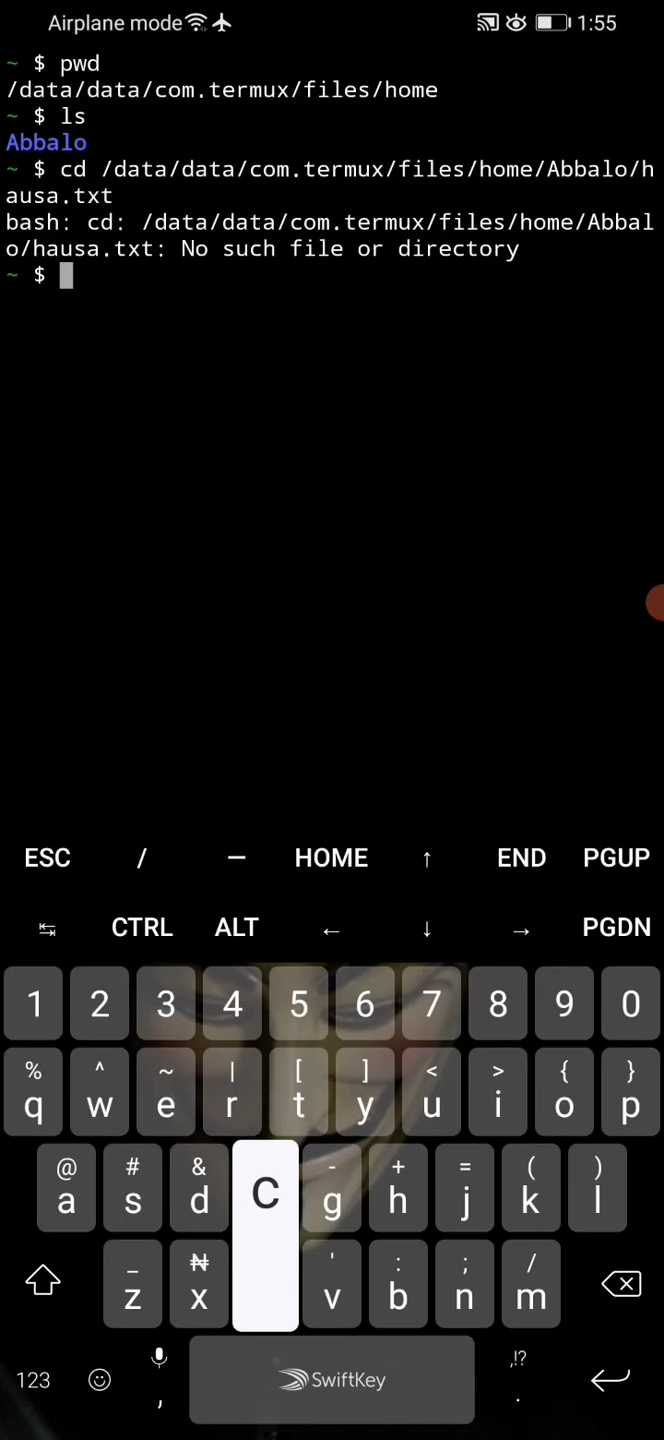 Airplane mode 1:55
~ $ pwd
/data/data/com.termux/files/home
~ $ ls
Abbalo
~ $ cd /data/data/com.termux/files/home/Abbalo/h
ausa.txt
bash: cd: /data/data/com.termux/files/home/Abbal
o/hausa.txt: No such file or directory
~ $
ESC / — HOME ↑ END PGUP
↹ CTRL ALT ← ↓ → PGDN
1 2 3 4 5 6 7 8 9 0
% ^ ~ | [ ] < > { }
q w e r t y u i o p
@ # & - + = ( )
a s d C g h j k l
_ ₦ ' : ; /
z x v b n m
123 , SwiftKey ,!? .